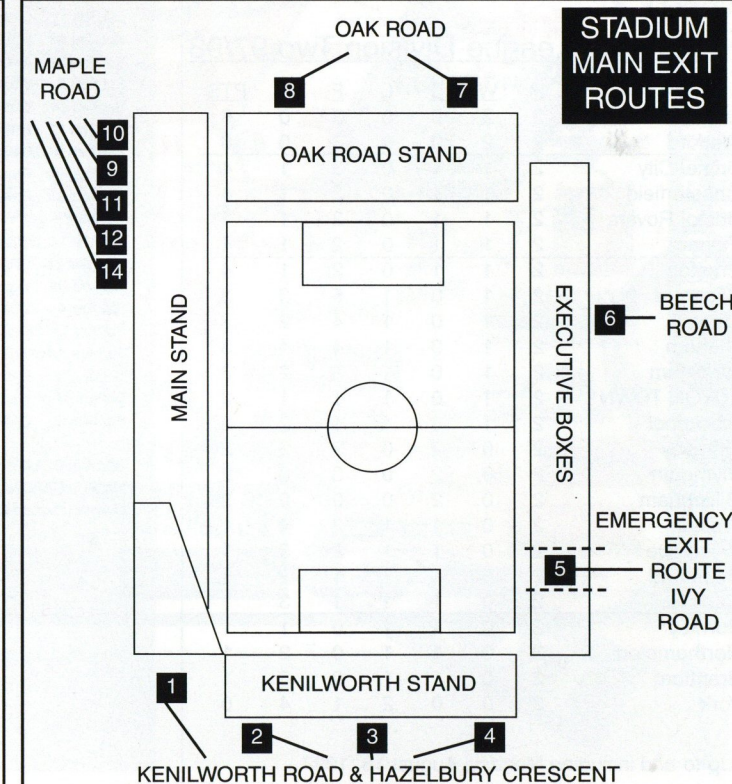 STADIUM
MAIN EXIT
ROUTES
OAK ROAD
8
7
MAPLE
ROAD
10
9
11
12
14
OAK ROAD STAND
MAIN STAND
EXECUTIVE BOXES
6
BEECH
ROAD
EMERGENCY
EXIT
ROUTE
IVY
ROAD
5
KENILWORTH STAND
1
2
3
4
KENILWORTH ROAD & HAZELBURY CRESCENT